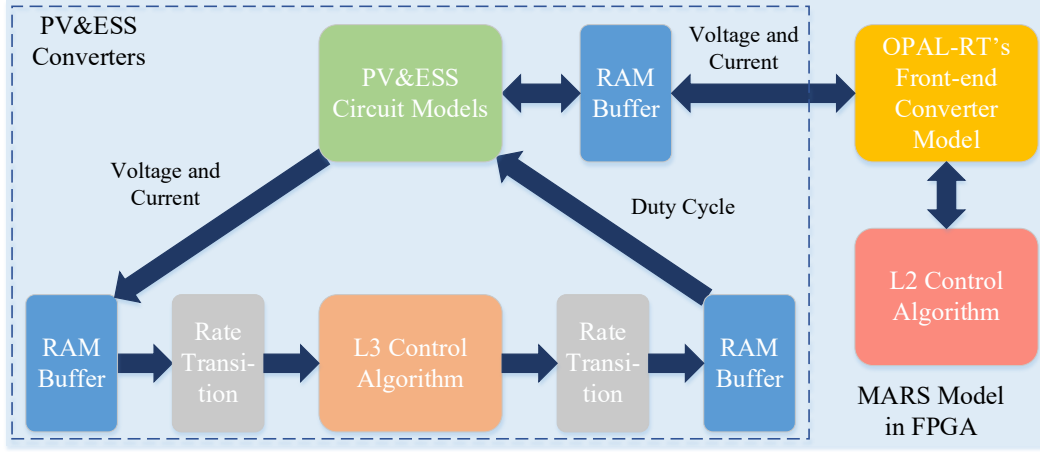 PV&ESS
Converters
PV&ESS
Circuit Models
RAM
Buffer
Voltage and
Current
OPAL-RT's
Front-end
Converter
Model
Voltage and
Current
Duty Cycle
L2 Control
Algorithm
RAM
Buffer
Rate
Transi-
tion
L3 Control
Algorithm
Rate
Transi-
tion
RAM
Buffer
MARS Model
in FPGA